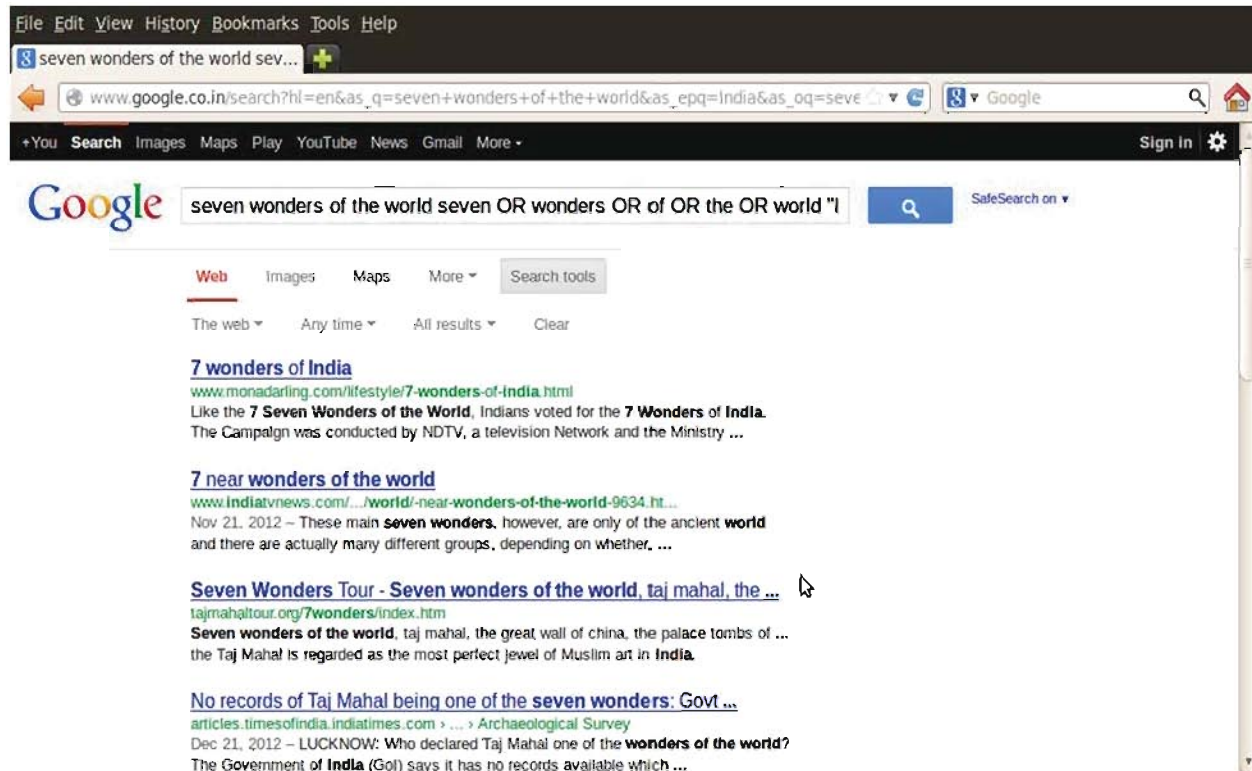 File Edit View History Bookmarks Tools Help
seven wonders of the world sev...
www.google.co.in/search?hl=en&as_q=seven+wonders+of+the+world&as_epq=India&as_oq=seve Google
+You Search Images Maps Play YouTube News Gmail More Sign in
Google seven wonders of the world seven OR wonders OR of OR the OR world "I SafeSearch on
Web Images Maps More Search tools
The web Any time All results Clear
7 wonders of India
www.monadarling.com/lifestyle/7-wonders-of-india.html
Like the 7 Seven Wonders of the World, Indians voted for the 7 Wonders of India.
The Campaign was conducted by NDTV, a television Network and the Ministry ...
7 near wonders of the world
www.indiatvnews.com/.../world/-near-wonders-of-the-world-9634.ht...
Nov 21, 2012 – These main seven wonders, however, are only of the ancient world
and there are actually many different groups, depending on whether, ...
Seven Wonders Tour - Seven wonders of the world, taj mahal, the ...
tajmahaltour.org/7wonders/index.htm
Seven wonders of the world, taj mahal, the great wall of china, the palace tombs of ...
the Taj Mahal is regarded as the most perfect jewel of Muslim art in India.
No records of Taj Mahal being one of the seven wonders: Govt ...
articles.timesofindia.indiatimes.com › ... › Archaeological Survey
Dec 21, 2012 – LUCKNOW: Who declared Taj Mahal one of the wonders of the world?
The Government of India (GoI) says it has no records available which ...